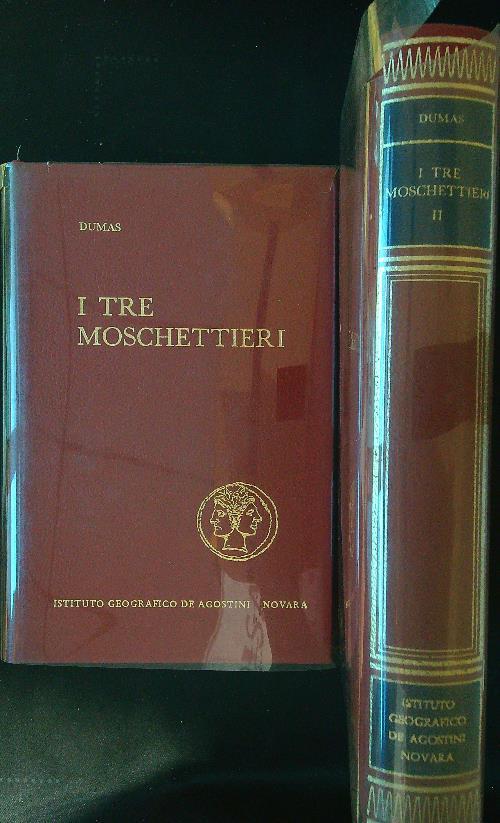 DUMAS
I TRE
MOSCHETTIERI
ISTITUTO GEOGRAFICO DE AGOSTINI NOVARA
DUMAS
I TRE
MOSCHETTIERI
II
ISTITUTO
GEOGRAFICO
DE AGOSTINI
NOVARA